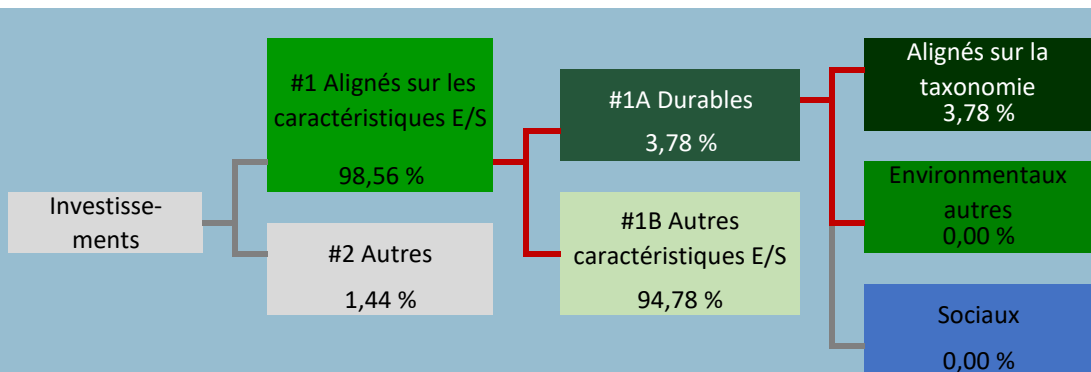 Investisse-
ments
#1 Alignés sur les
caractéristiques E/S
98,56 %
#2 Autres
1,44 %
#1A Durables
3,78 %
#1B Autres
caractéristiques E/S
94,78 %
Alignés sur la
taxonomie
3,78 %
Environmentaux
autres
0,00 %
Sociaux
0,00 %